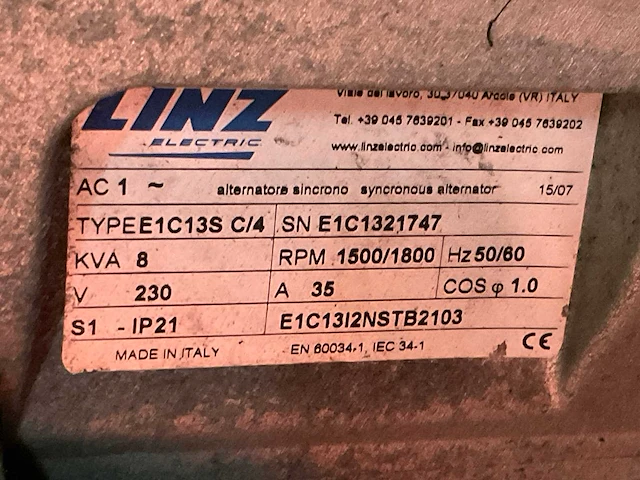 LINZ
ELECTRIC
Viale del lavoro, 30 37040 Arcole (VR) ITALY
Tel. +39 045 7639201 - Fax +39 045 7639202
www.linzelectric.com - info@linzelectric.com
AC 1 ~ alternatore sincrono syncronous alternator 15/07
TYPE E1C13S C/4 SN E1C1321747
KVA 8 RPM 1500/1800 Hz 50/60
V 230 A 35 COS φ 1.0
S1 - IP21 E1C13I2NSTB2103
MADE IN ITALY EN 60034-1, IEC 34-1 CE